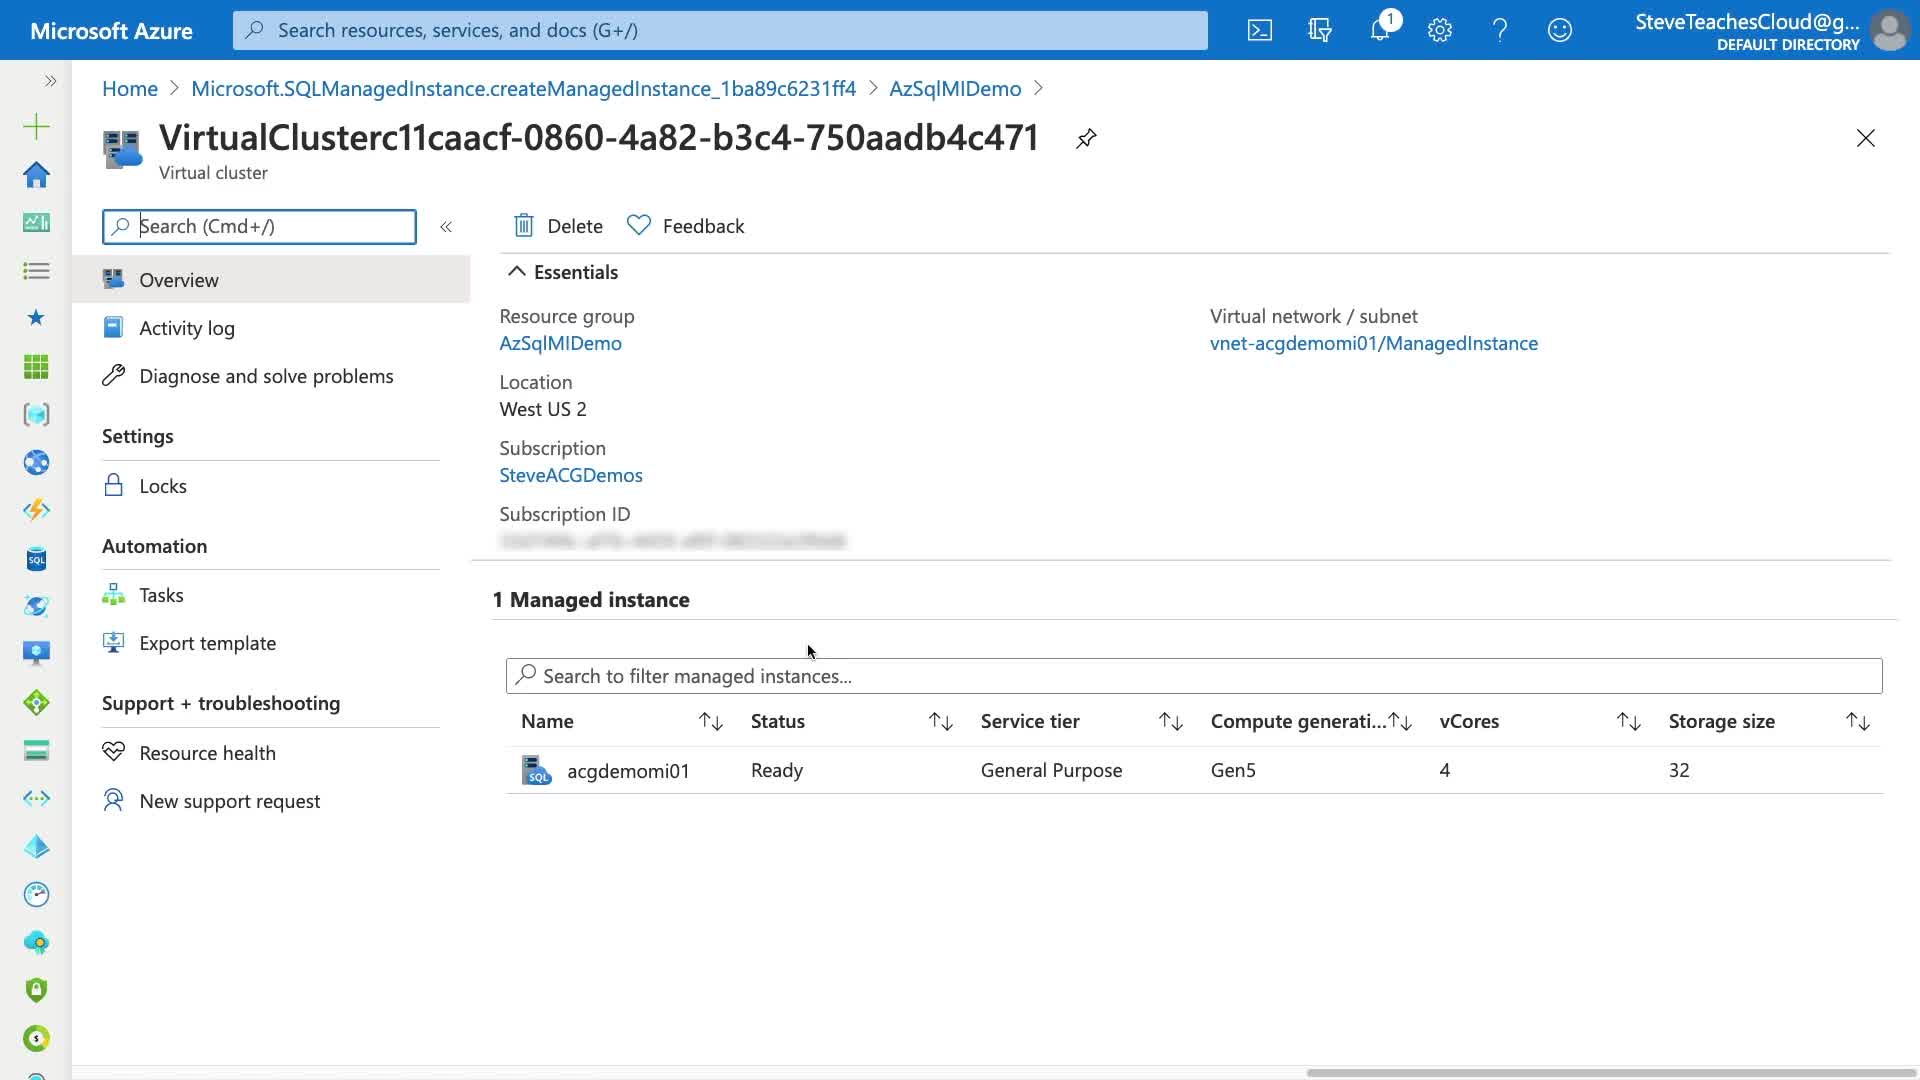 Microsoft Azure
Search resources, services, and docs (G+/)
1
SteveTeachesCloud@g...
DEFAULT DIRECTORY
Home > Microsoft.SQLManagedInstance.createManagedInstance_1ba89c6231ff4 > AzSqlMIDemo >
VirtualClusterc11caacf-0860-4a82-b3c4-750aadb4c471
Virtual cluster
Search (Cmd+/)
Overview
Activity log
Diagnose and solve problems
Settings
Locks
Automation
Tasks
Export template
Support + troubleshooting
Resource health
New support request
Delete
Feedback
Essentials
Resource group
AzSqlMIDemo
Location
West US 2
Subscription
SteveACGDemos
Subscription ID
Virtual network / subnet
vnet-acgdemomi01/ManagedInstance
1 Managed instance
Search to filter managed instances...
Name Status Service tier Compute generati... vCores Storage size
SQL acgdemomi01 Ready General Purpose Gen5 4 32
SQL